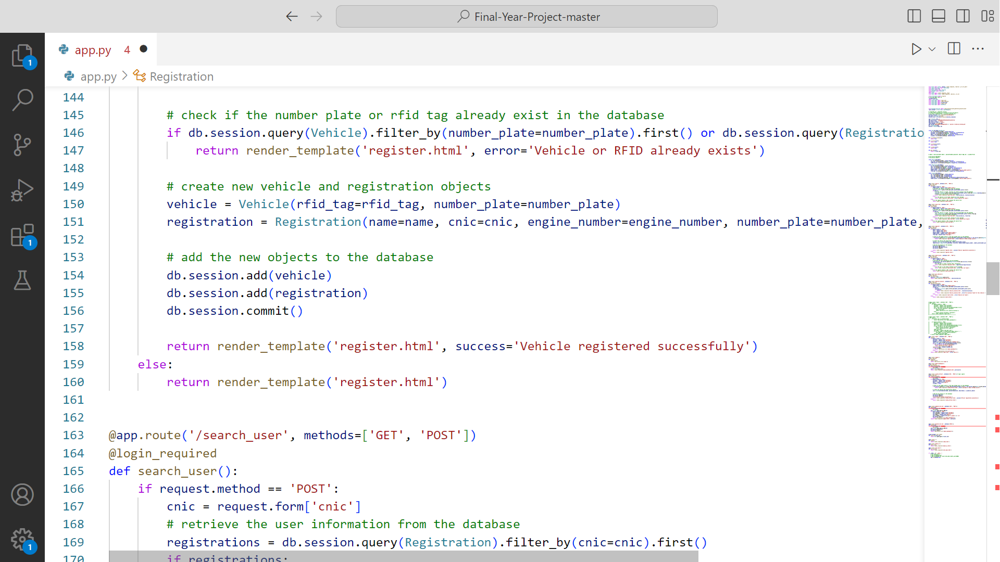 Final-Year-Project-master
app.py 4
app.py > Registration
144
145 # check if the number plate or rfid tag already exist in the database
146 if db.session.query(Vehicle).filter_by(number_plate=number_plate).first() or db.session.query(Registratio
147 return render_template('register.html', error='Vehicle or RFID already exists')
148
149 # create new vehicle and registration objects
150 vehicle = Vehicle(rfid_tag=rfid_tag, number_plate=number_plate)
151 registration = Registration(name=name, cnic=cnic, engine_number=engine_number, number_plate=number_plate,
152
153 # add the new objects to the database
154 db.session.add(vehicle)
155 db.session.add(registration)
156 db.session.commit()
157
158 return render_template('register.html', success='Vehicle registered successfully')
159 else:
160 return render_template('register.html')
161
162
163 @app.route('/search_user', methods=['GET', 'POST'])
164 @login_required
165 def search_user():
166 if request.method == 'POST':
167 cnic = request.form['cnic']
168 # retrieve the user information from the database
169 registrations = db.session.query(Registration).filter_by(cnic=cnic).first()
170 if registrations:
1
1
1